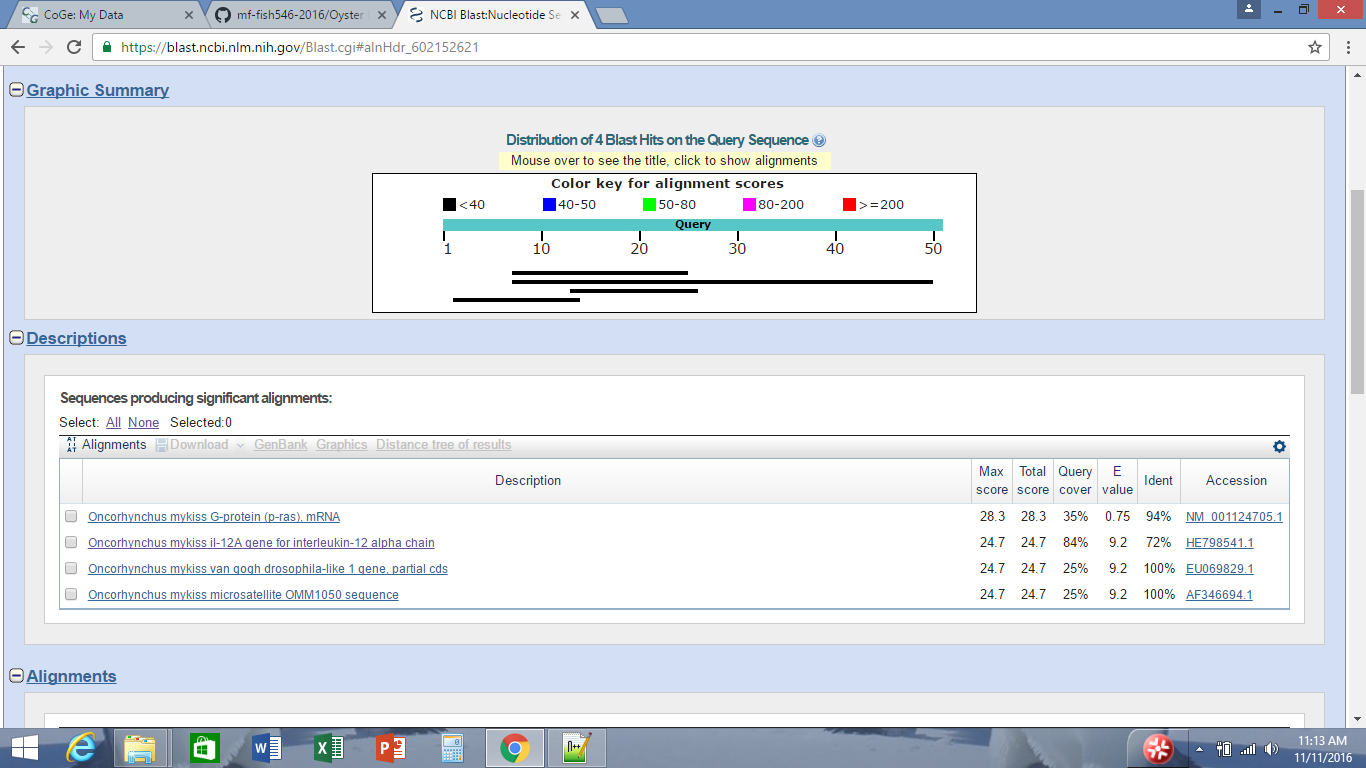 CoGe: My Data
mf-fish546-2016/Oyster
NCBI Blast:Nucleotide Se
https://blast.ncbi.nlm.nih.gov/Blast.cgi#alnHdr_602152621
Graphic Summary
Distribution of 4 Blast Hits on the Query Sequence ?
Mouse over to see the title, click to show alignments
Color key for alignment scores
<40 40-50 50-80 80-200 >=200
Query
1 10 20 30 40 50
Descriptions
Sequences producing significant alignments:
Select: All None Selected:0
Alignments Download GenBank Graphics Distance tree of results
Description Max score Total score Query cover E value Ident Accession
Oncorhynchus mykiss G-protein (p-ras), mRNA 28.3 28.3 35% 0.75 94% NM_001124705.1
Oncorhynchus mykiss il-12A gene for interleukin-12 alpha chain 24.7 24.7 84% 9.2 72% HE798541.1
Oncorhynchus mykiss van gogh drosophila-like 1 gene, partial cds 24.7 24.7 25% 9.2 100% EU069829.1
Oncorhynchus mykiss microsatellite OMM1050 sequence 24.7 24.7 25% 9.2 100% AF346694.1
Alignments
11:13 AM
11/11/2016